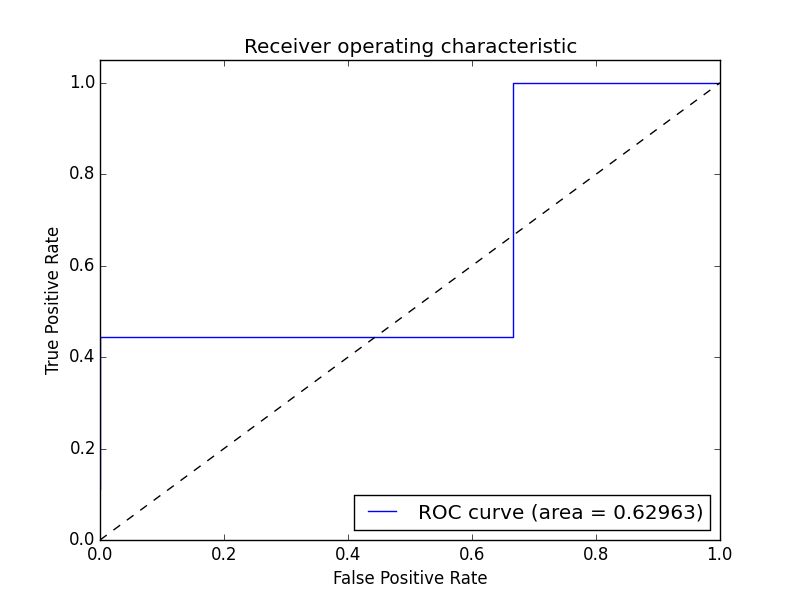 Receiver operating characteristic
1.0
0.8
0.6
0.4
0.2
0.0
True Positive Rate
ROC curve (area = 0.62963)
0.0 0.2 0.4 0.6 0.8 1.0
False Positive Rate